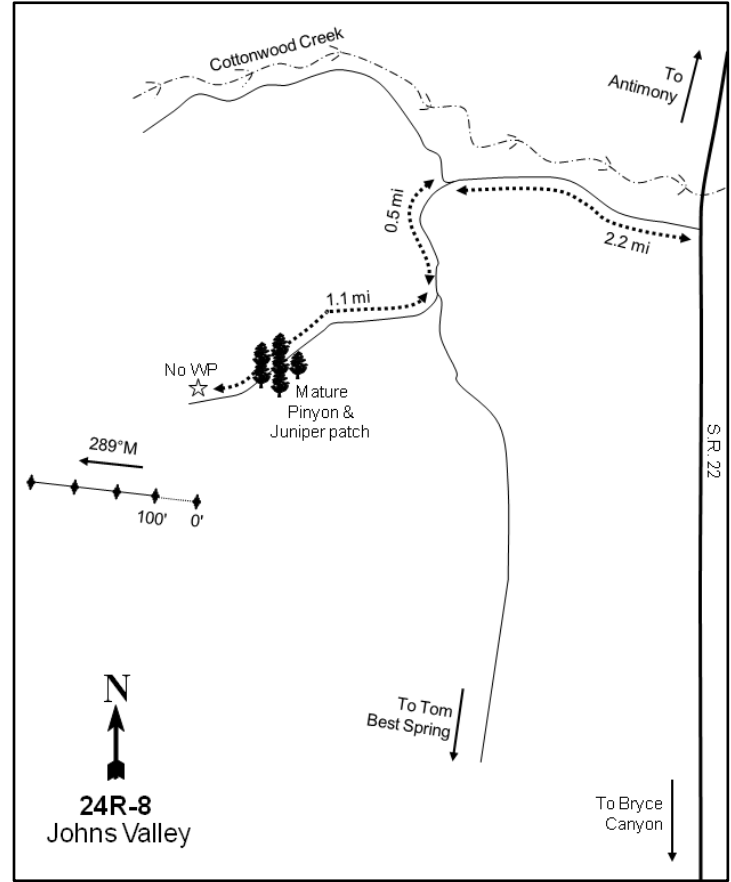 Cottonwood Creek
To
Antimony
0.5 mi
2.2 mi
1.1 mi
No WP
Mature
Pinyon &
Juniper patch
289°M
100' 0'
S.R. 22
To Tom
Best Spring
N
24R-8
Johns Valley
To Bryce
Canyon